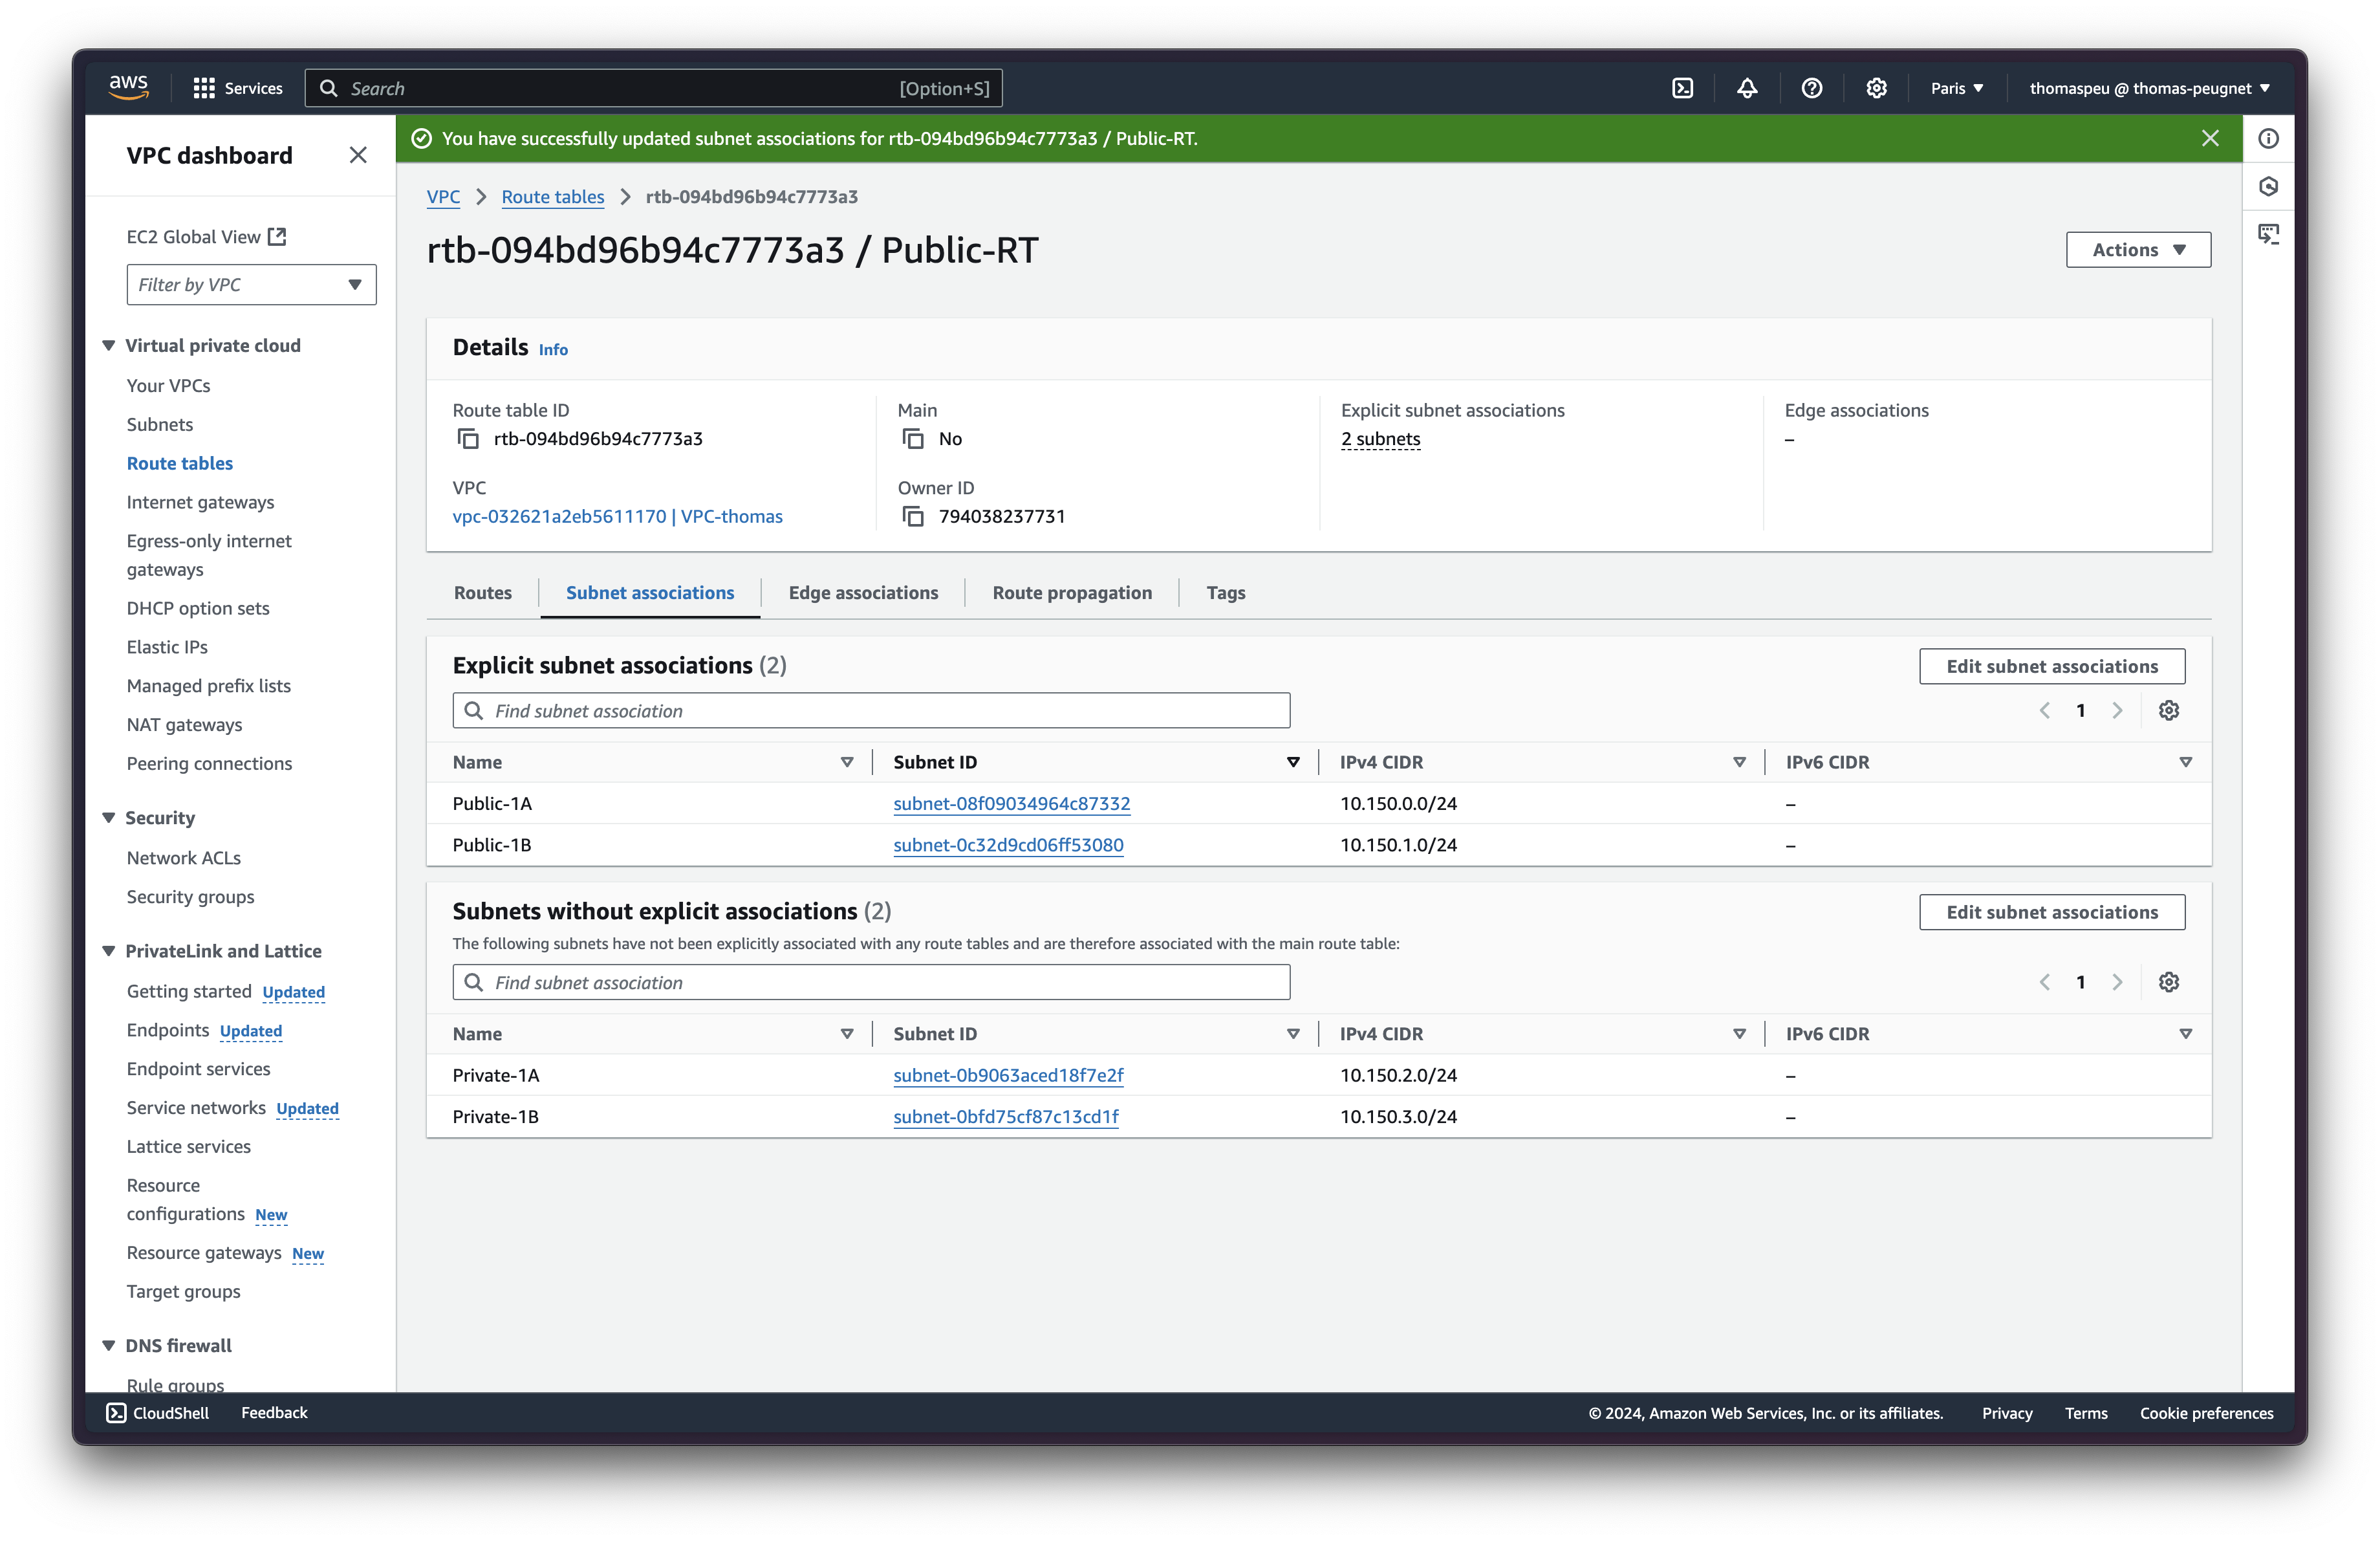 aws Services Search [Option+S] Paris ▼ thomaspeu @ thomas-peugnet ▼
You have successfully updated subnet associations for rtb-094bd96b94c7773a3 / Public-RT.
VPC dashboard
EC2 Global View
Filter by VPC
Virtual private cloud
Your VPCs
Subnets
Route tables
Internet gateways
Egress-only internet
gateways
DHCP option sets
Elastic IPs
Managed prefix lists
NAT gateways
Peering connections
Security
Network ACLs
Security groups
PrivateLink and Lattice
Getting started Updated
Endpoints Updated
Endpoint services
Service networks Updated
Lattice services
Resource
configurations New
Resource gateways New
Target groups
DNS firewall
Rule groups
VPC > Route tables > rtb-094bd96b94c7773a3
rtb-094bd96b94c7773a3 / Public-RT
Actions ▼
Details Info
Route table ID
rtb-094bd96b94c7773a3
Main
No
Explicit subnet associations
2 subnets
Edge associations
–
VPC
vpc-032621a2eb5611170 | VPC-thomas
Owner ID
794038237731
Routes Subnet associations Edge associations Route propagation Tags
Explicit subnet associations (2)
Edit subnet associations
Find subnet association
1
Name Subnet ID IPv4 CIDR IPv6 CIDR
Public-1A subnet-08f09034964c87332 10.150.0.0/24 –
Public-1B subnet-0c32d9cd06ff53080 10.150.1.0/24 –
Subnets without explicit associations (2)
Edit subnet associations
The following subnets have not been explicitly associated with any route tables and are therefore associated with the main route table:
Find subnet association
1
Name Subnet ID IPv4 CIDR IPv6 CIDR
Private-1A subnet-0b9063aced18f7e2f 10.150.2.0/24 –
Private-1B subnet-0bfd75cf87c13cd1f 10.150.3.0/24 –
CloudShell Feedback © 2024, Amazon Web Services, Inc. or its affiliates. Privacy Terms Cookie preferences